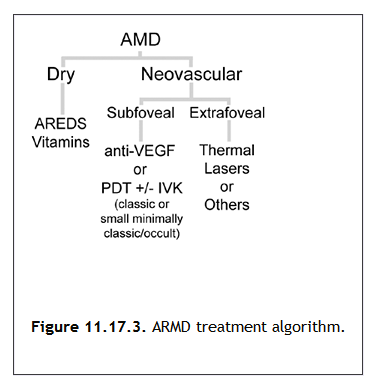 AMD
Dry Neovascular
Subfoveal Extrafoveal
AREDS
Vitamins
anti-VEGF
or
PDT +/- IVK
(classic or
small minimally
classic/occult)
Thermal
Lasers
or
Others
Figure 11.17.3. ARMD treatment algorithm.